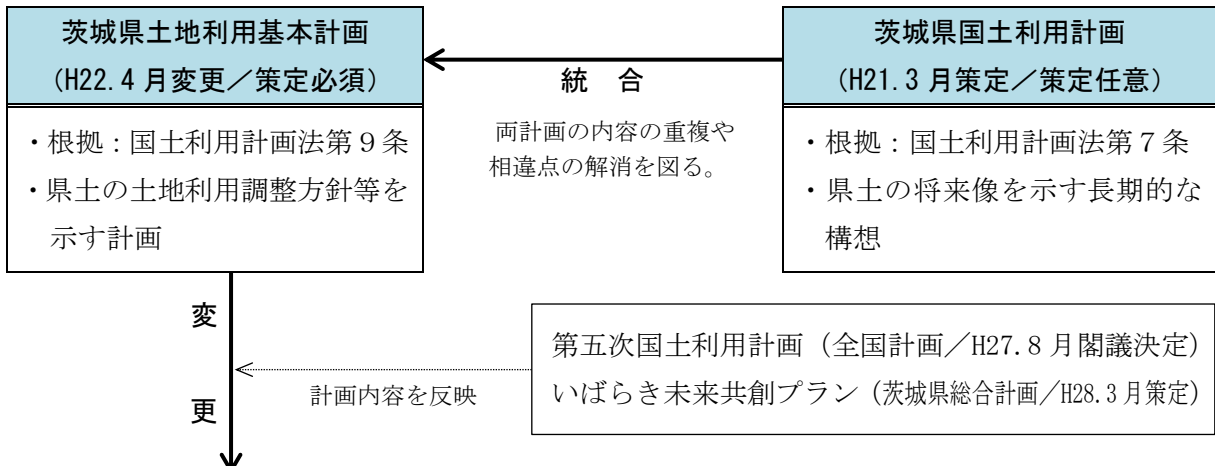 茨城県土地利用基本計画
（H22.4月変更／策定必須）
・根拠：国土利用計画法第９条
・県土の土地利用調整方針等を
示す計画
統　合
両計画の内容の重複や
相違点の解消を図る。
茨城県国土利用計画
（H21.3月策定／策定任意）
・根拠：国土利用計画法第７条
・県土の将来像を示す長期的な
構想
変
更
計画内容を反映
第五次国土利用計画（全国計画／H27.8月閣議決定）
いばらき未来共創プラン（茨城県総合計画／H28.3月策定）